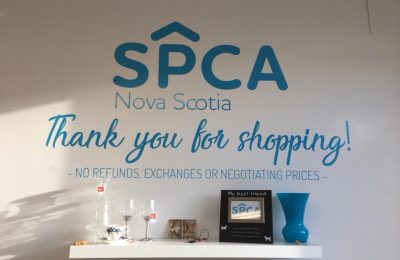 SPCA
Nova Scotia
Thank you for shopping!
- NO REFUNDS, EXCHANGES OR NEGOTIATING PRICES -
My best friend
SPCA